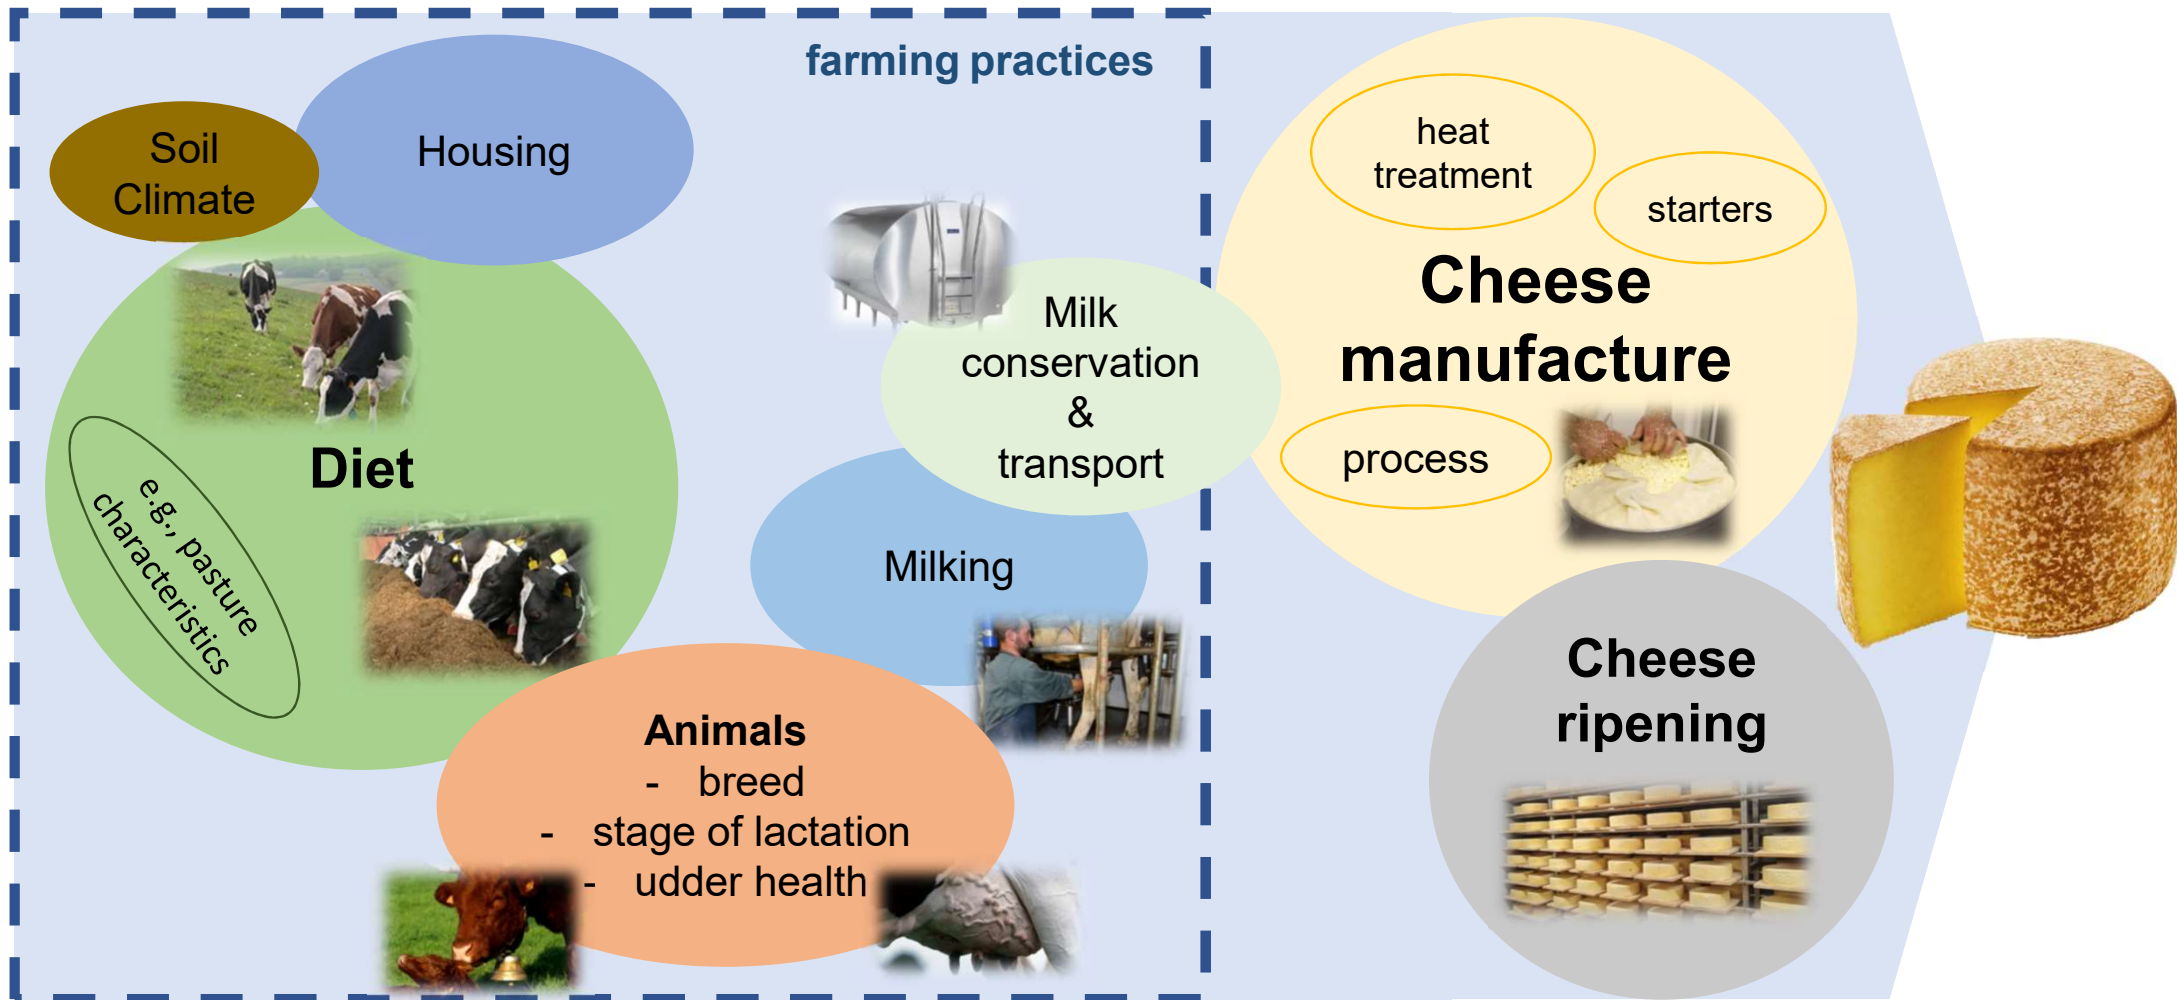 farming practices
Soil
Climate
Housing
Diet
e.g., pasture
characteristics
Animals
- breed
- stage of lactation
- udder health
Milking
Milk
conservation
&
transport
heat
treatment
starters
Cheese
manufacture
process
Cheese
ripening